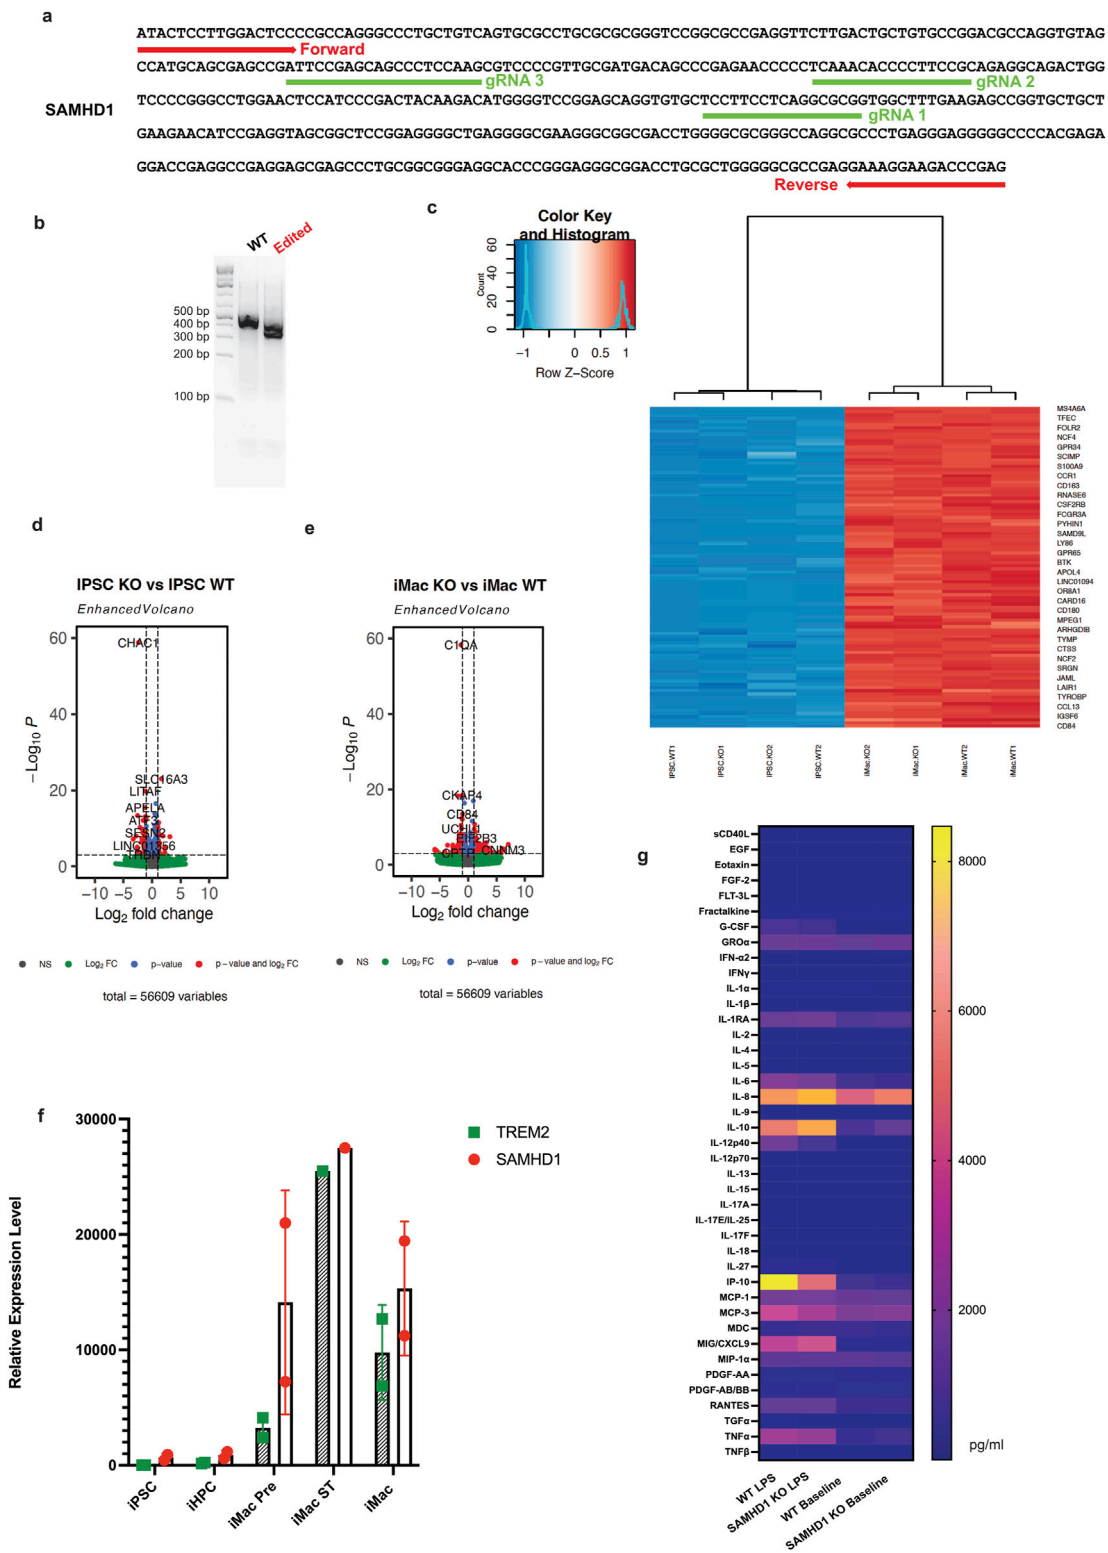 a
ATACTCCTTGGACTCCCCGCCAGGGCCCTGCTGTCAGTGCGCCTGCGCGCGGGTCCGGCGCCGAGGTTCTTGACTGCTGTGCCGGACGCCAGGTGTAG
Forward
CCATGCAGCGAGCCGATTCCGAGCAGCCCTCCAAGCGTCCCCGTTGCGATGACAGCCCGAGAACCCCCTCAAACACCCCTTCCGCAGAGGCAGACTGG
gRNA 3
gRNA 2
SAMHD1
TCCCCGGGCCTGGAACTCCATCCCGACTACAAGACATGGGGTCCGGAGCAGGTGTGCTCCTTCCTCAGGCGCGGTGGCTTTGAAGAGCCGGTGCTGCT
gRNA 1
GAAGAACATCCGAGGTAGCGGCTCCGGAGGGGCTGAGGGGCGAAGGGCGGCGACCTGGGGCGCGGGCCAGGCGCCCTGAGGGAGGGGGCCCCACGAGA
GGACCGAGGCCGAGGAGCGAGCCCTGCGGCGGGAGGCACCCGGGAGGGCGGACCTGCGCTGGGGGCGCCGAGGAAAGGAAGACCCGAG
Reverse
b
WT
Edited
500 bp
400 bp
300 bp
200 bp
100 bp
c
Color Key
and Histogram
Count
0
20
40
60
−1
0
0.5
1
Row Z−Score
MS4A6A
TFEC
FOLR2
NCF4
GPR34
SCIMP
S100A9
CCR1
CD163
RNASE6
CSF2RB
FCGR3A
PYHIN1
SAMD9L
LY86
GPR65
BTK
APOL4
LINC01094
OR8A1
CARD16
CD180
MPEG1
ARHGDIB
TYMP
CTSS
NCF2
SRGN
JAML
LAIR1
TYROBP
CCL13
IGSF6
CD84
IPSC.WT1
IPSC.KO1
IPSC.KO2
IPSC.WT2
iMac.KO2
iMac.KO1
iMac.WT2
iMac.WT1
d
IPSC KO vs IPSC WT
EnhancedVolcano
−Log10 P
60
40
20
0
CHAC1
SLC16A3
LITAF
APELA
ATF3
SESN2
LINC01356
−10
−5
0
5
10
Log2 fold change
NS
Log2 FC
p−value
p − value and log2 FC
total = 56609 variables
e
iMac KO vs iMac WT
EnhancedVolcano
−Log10 P
60
40
20
0
C1QA
CKAP4
CD84
UCHL1
CNNM3
−10
−5
0
5
10
Log2 fold change
NS
Log2 FC
p−value
p − value and log2 FC
total = 56609 variables
f
Relative Expression Level
30000
20000
10000
0
TREM2
SAMHD1
iPSC
iHPC
iMac Pre
iMac ST
iMac
g
sCD40L
EGF
Eotaxin
FGF-2
FLT-3L
Fractalkine
G-CSF
GROα
IFN-α2
IFNγ
IL-1α
IL-1β
IL-1RA
IL-2
IL-4
IL-5
IL-6
IL-8
IL-9
IL-10
IL-12p40
IL-12p70
IL-13
IL-15
IL-17A
IL-17E/IL-25
IL-17F
IL-18
IL-27
IP-10
MCP-1
MCP-3
MDC
MIG/CXCL9
MIP-1α
PDGF-AA
PDGF-AB/BB
RANTES
TGFα
TNFα
TNFβ
WT LPS
SAMHD1 KO LPS
WT Baseline
SAMHD1 KO Baseline
8000
6000
4000
2000
pg/ml